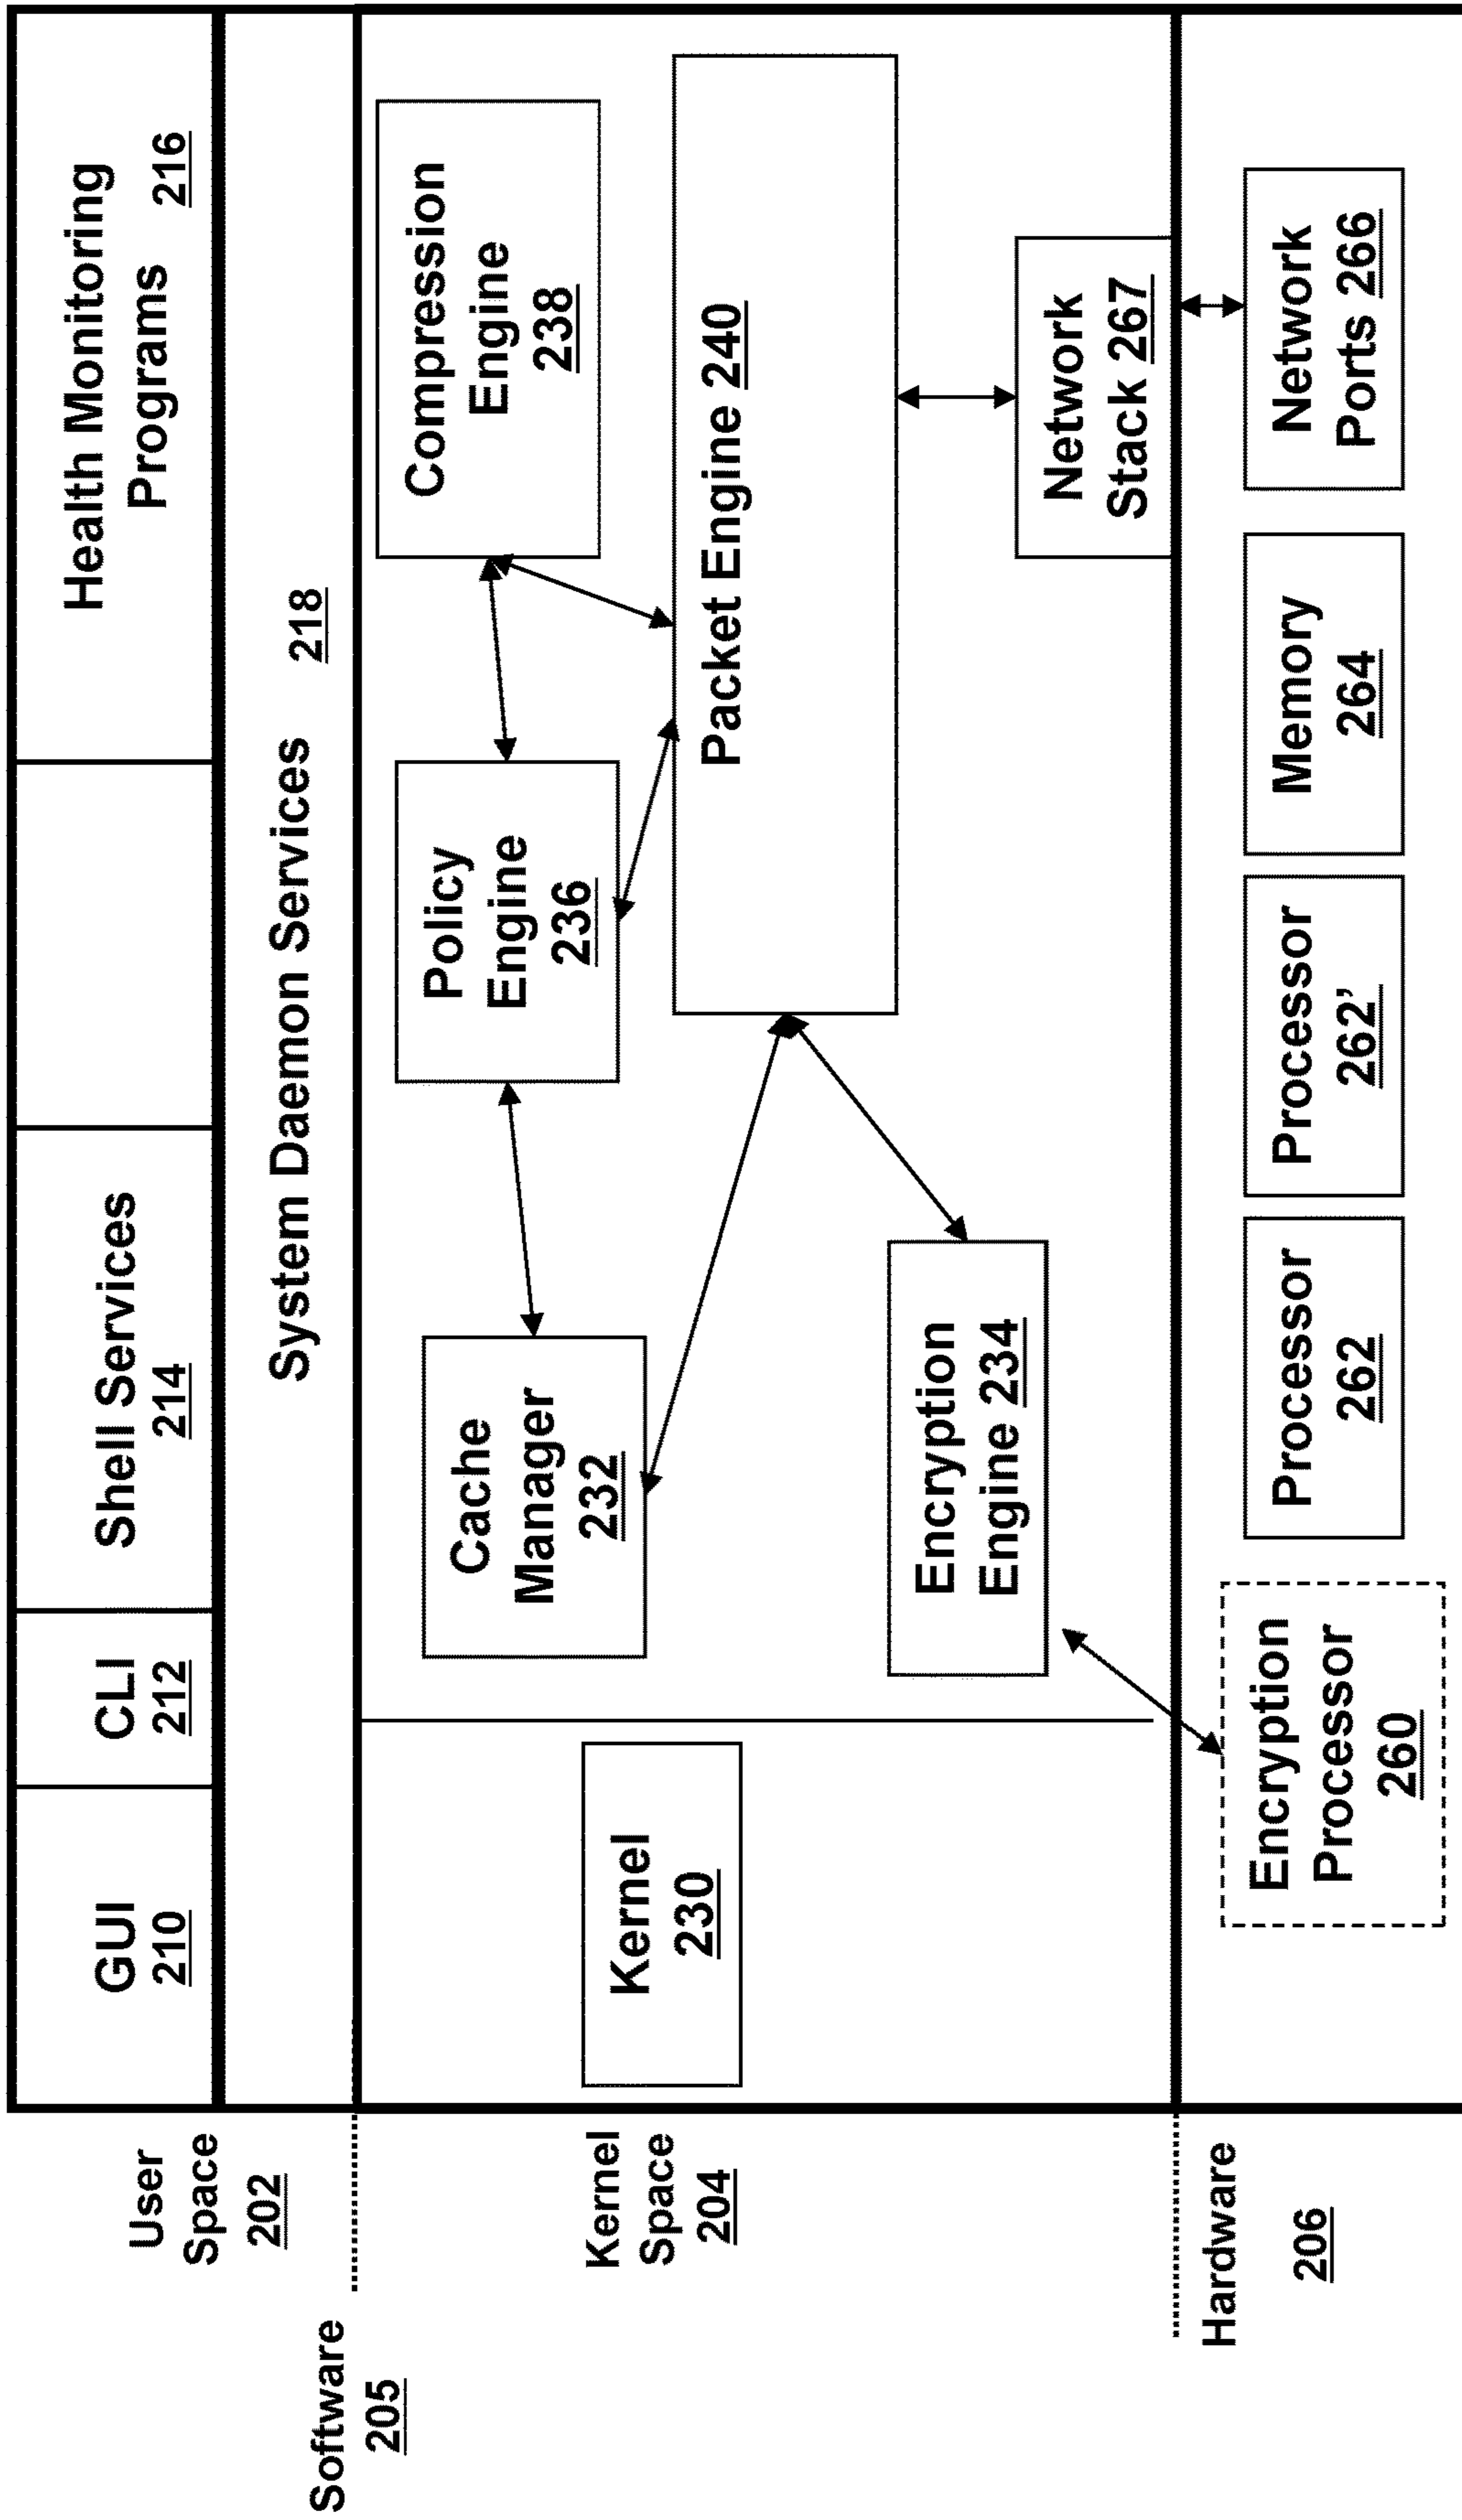 Software
205
User
Space
202
GUI
210
CLI
212
Shell Services
214
Health Monitoring
Programs 216
System Daemon Services 218
Kernel
Space
204
Kernel
230
Cache
Manager
232
Policy
Engine
236
Compression
Engine
238
Packet Engine 240
Encryption
Engine 234
Network
Stack 267
Hardware
206
Encryption
Processor
260
Processor
262
Processor
262’
Memory
264
Network
Ports 266